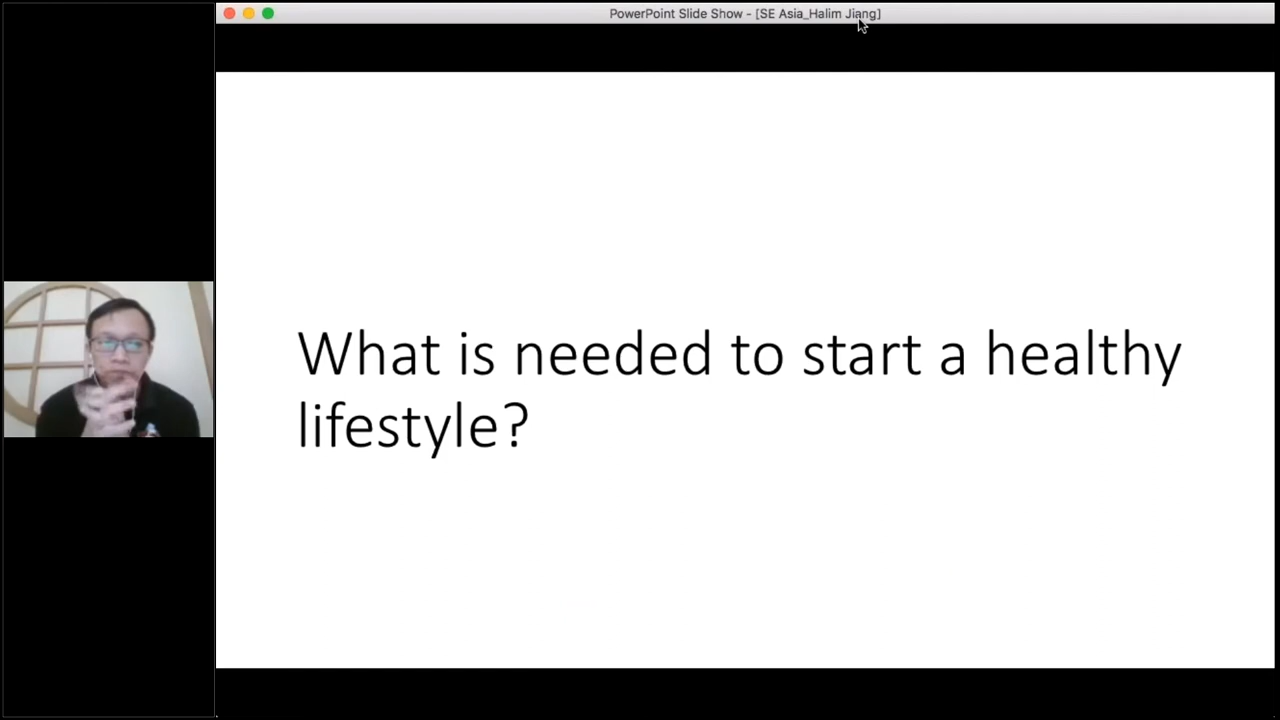 PowerPoint Slide Show - [SE Asia_Halim Jiang]
What is needed to start a healthy
lifestyle?